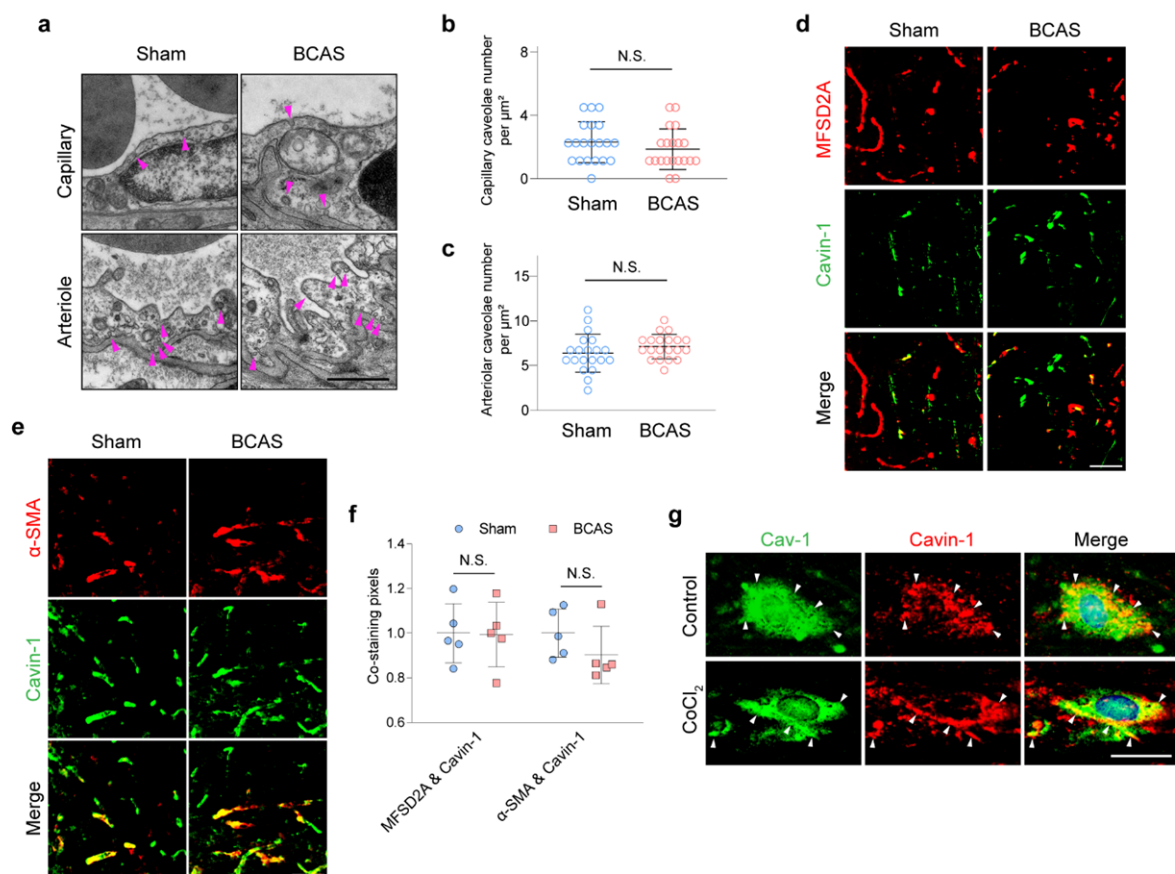 a
Sham
BCAS
Capillary
Arteriole
b
Capillary caveolae number
per µm²
6
4
2
0
N.S.
Sham
BCAS
c
Arteriolar caveolae number
per µm²
15
10
5
0
N.S.
Sham
BCAS
d
Sham
BCAS
MFSD2A
Cavin-1
Merge
e
Sham
BCAS
α-SMA
Cavin-1
Merge
f
Sham
BCAS
Co-staining pixels
1.4
1.2
1.0
0.8
0.6
N.S.
N.S.
MFSD2A & Cavin-1
α-SMA & Cavin-1
g
Cav-1
Cavin-1
Merge
Control
CoCl₂